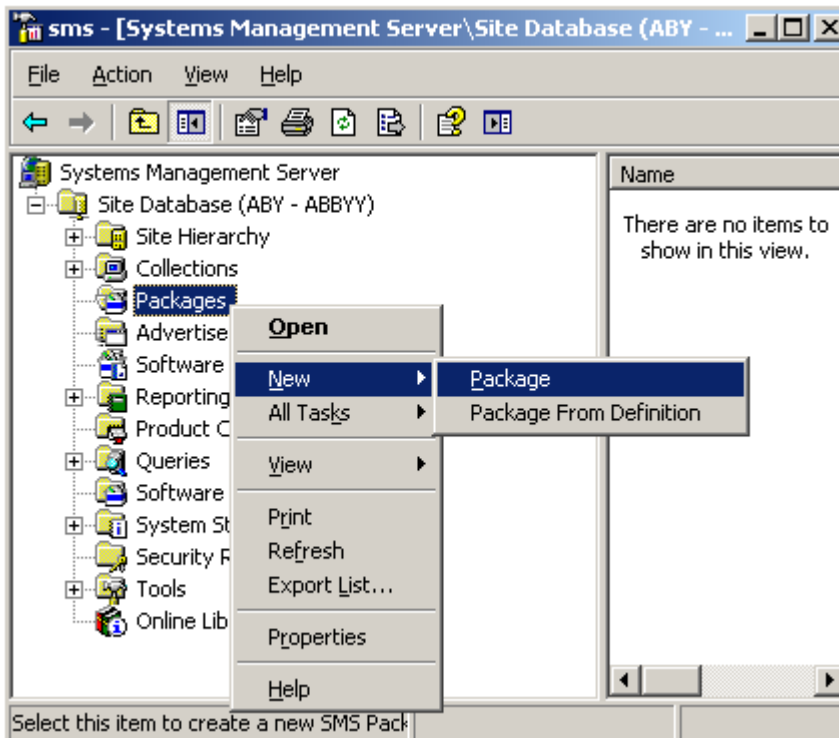 sms - [Systems Management Server\Site Database (ABY - ...
File Action View Help
Systems Management Server
Site Database (ABY - ABBYY)
Site Hierarchy
Collections
Packages
Advertise
Software
Reporting
Product C
Queries
Software
System St
Security R
Tools
Online Lib
Open
New
All Tasks
View
Print
Refresh
Export List...
Properties
Help
Package
Package From Definition
Name
There are no items to
show in this view.
Select this item to create a new SMS Pack